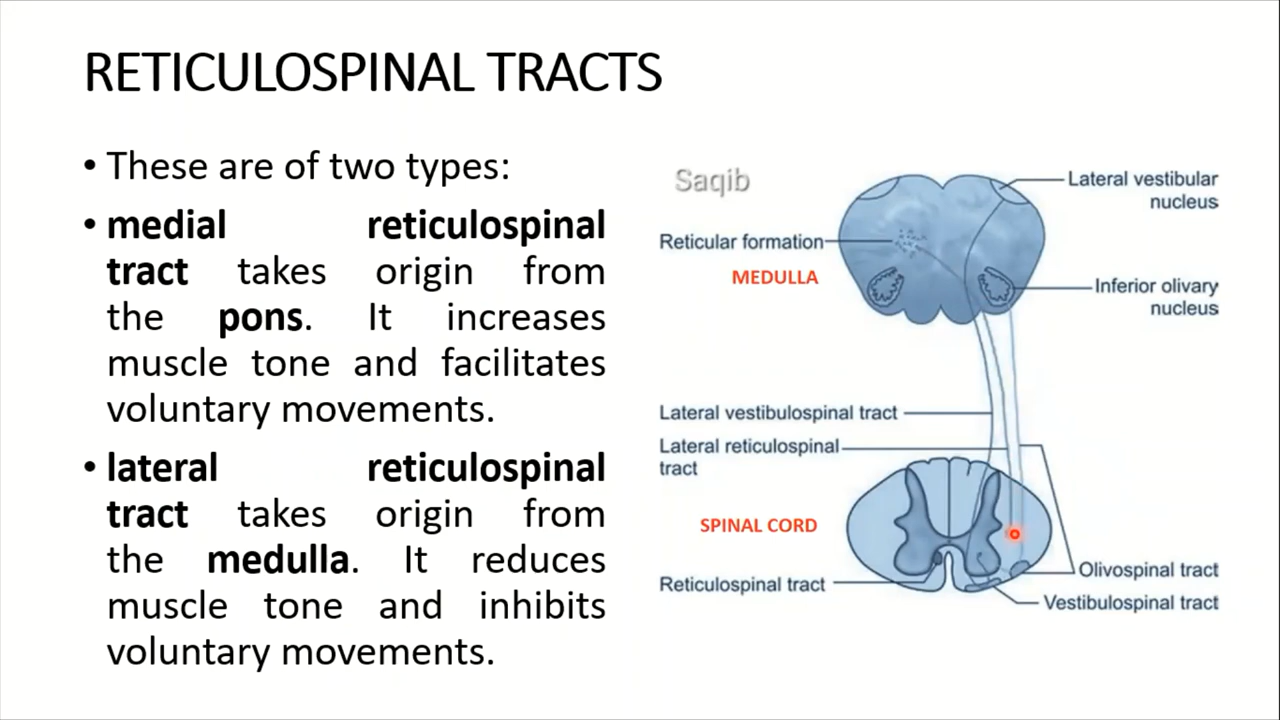 RETICULOSPINAL TRACTS
• These are of two types:
• medial reticulospinal
tract takes origin from
the pons. It increases
muscle tone and facilitates
voluntary movements.
• lateral reticulospinal
tract takes origin from
the medulla. It reduces
muscle tone and inhibits
voluntary movements.
Saqib
Lateral vestibular
nucleus
Reticular formation
MEDULLA
Inferior olivary
nucleus
Lateral vestibulospinal tract
Lateral reticulospinal
tract
SPINAL CORD
Reticulospinal tract
Olivospinal tract
Vestibulospinal tract